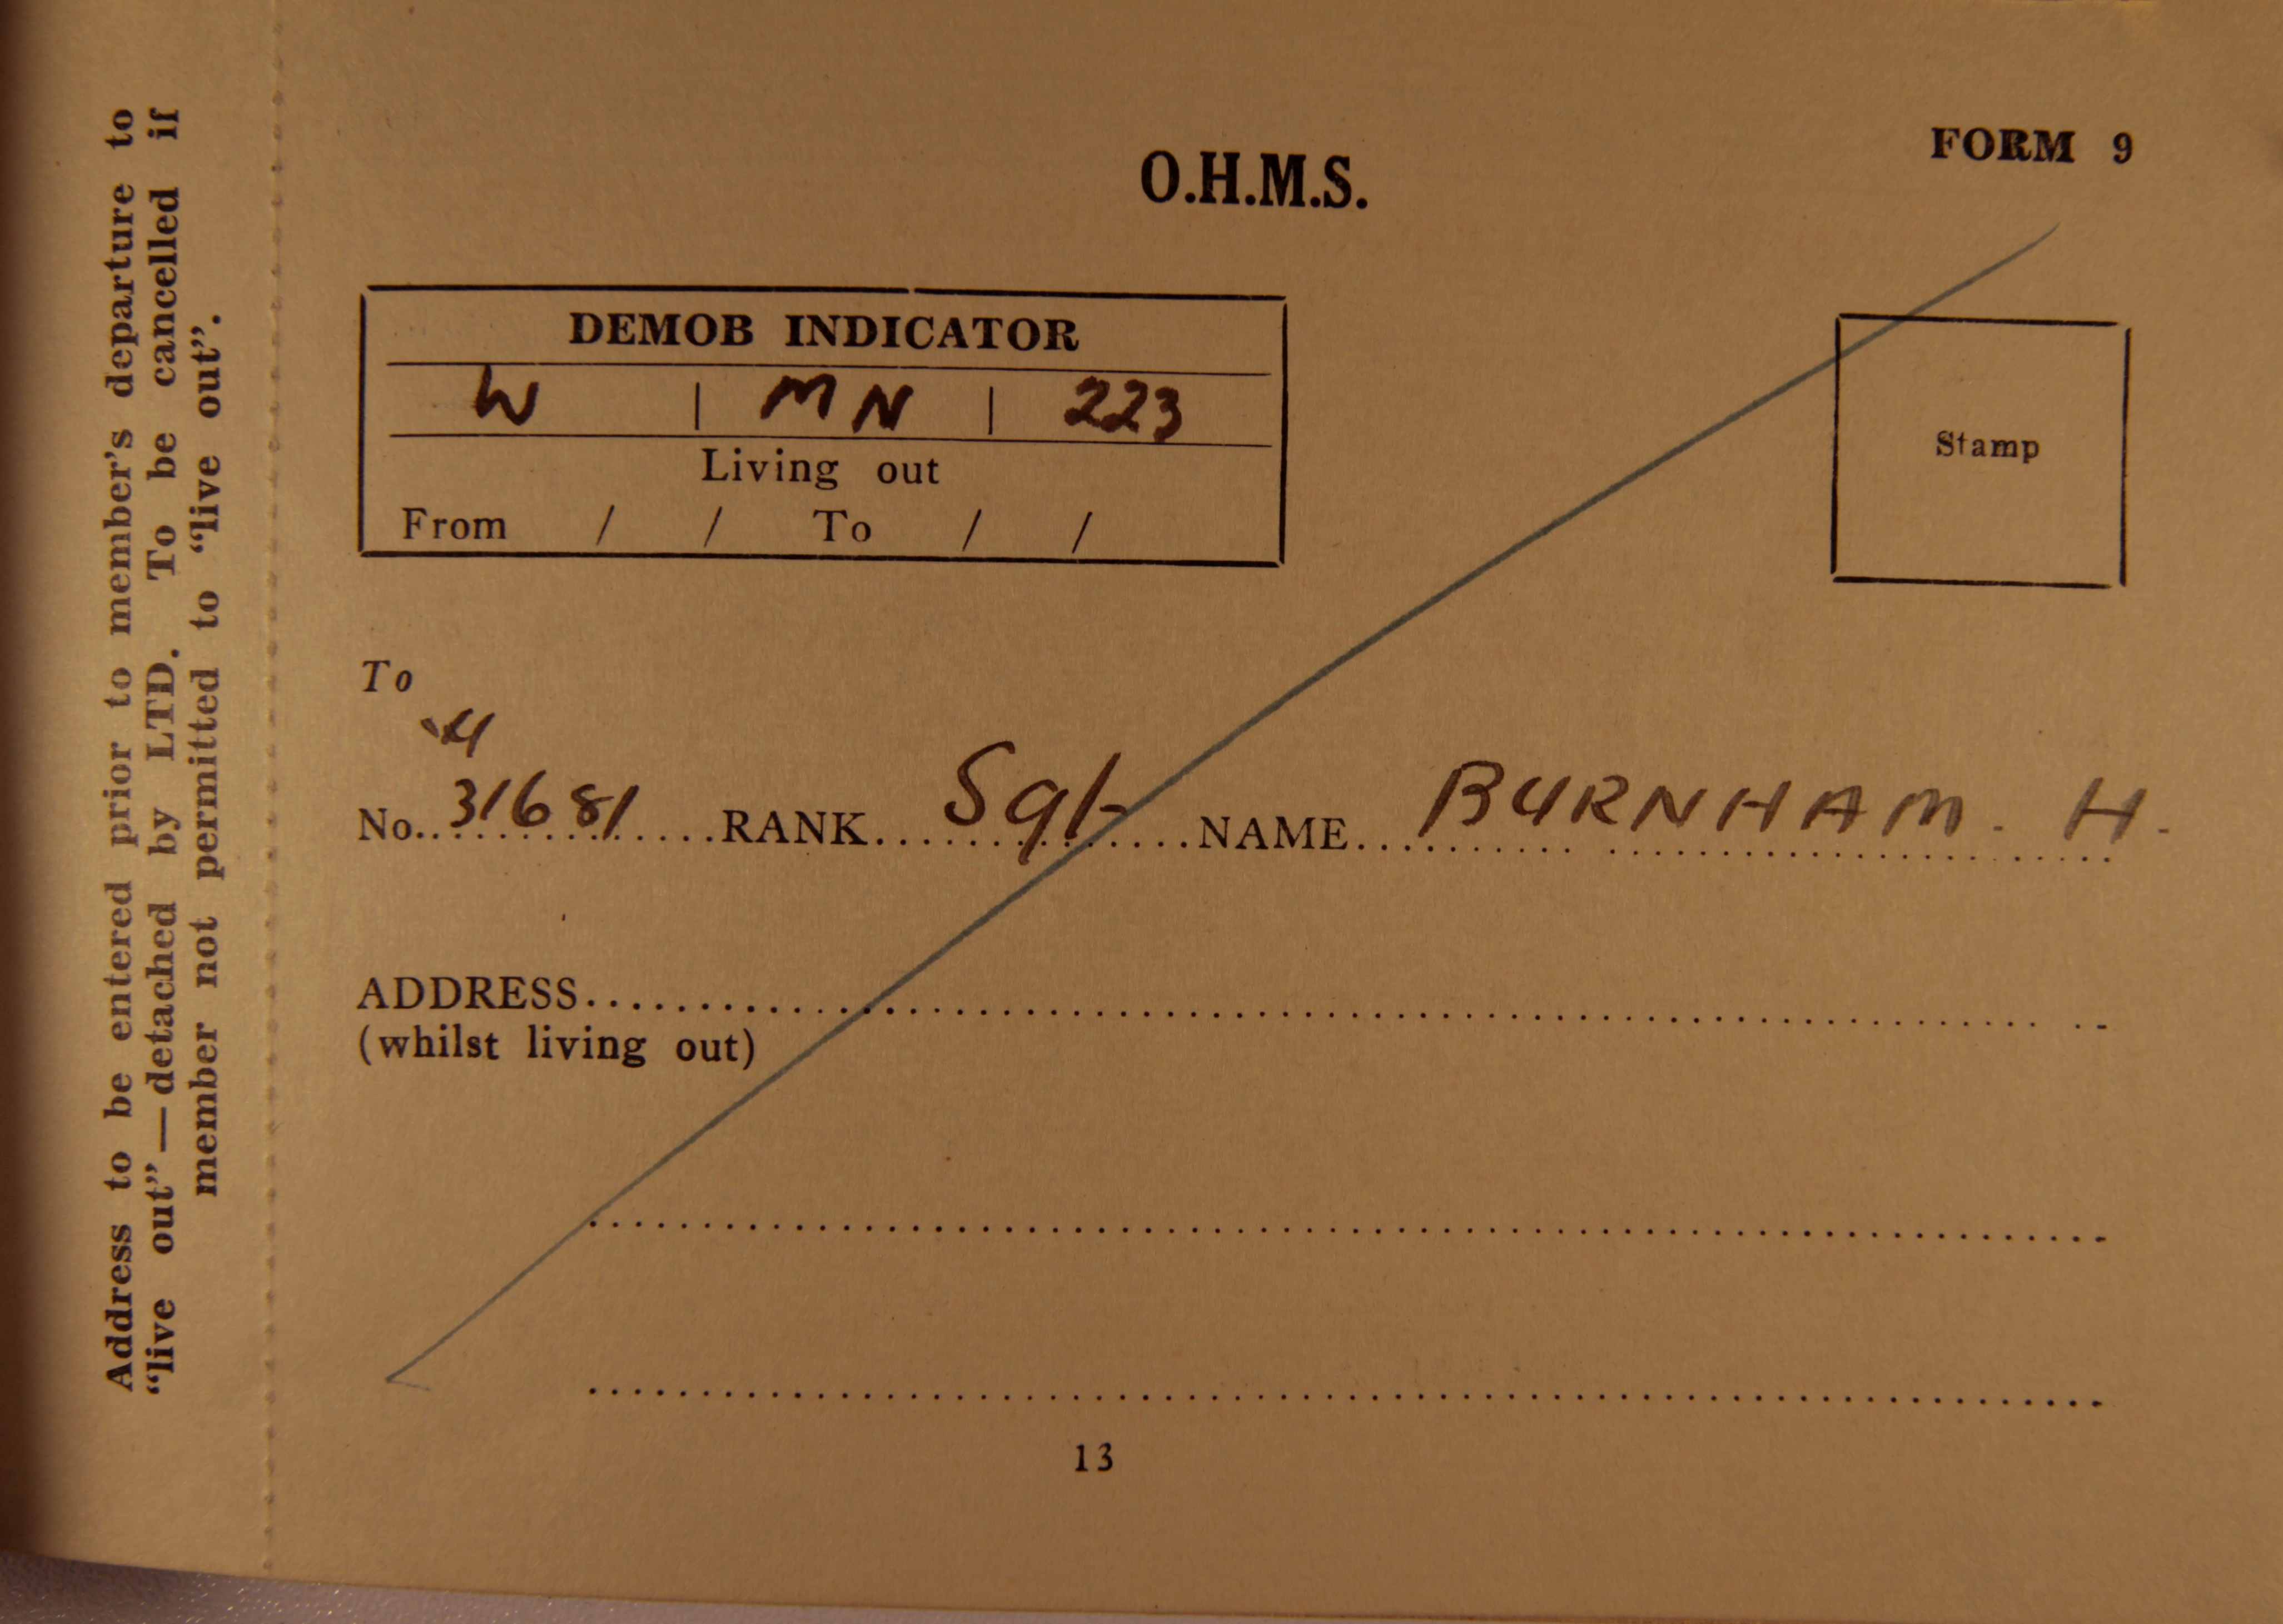 Address to be entered prior to member's departure to
"live out"—detached by LTD. To be cancelled if
member not permitted to "live out".
FORM 9
O.H.M.S.
DEMOB INDICATOR
W | MN | 223
Living out
From / / To / /
Stamp
To
No. 31681 RANK Sgt NAME BURNHAM. H.
ADDRESS
(whilst living out)
13